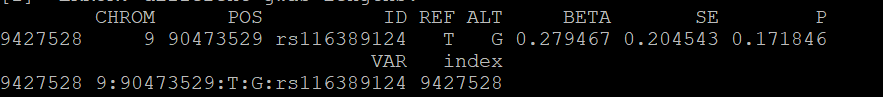 CHROM POS ID REF ALT BETA SE P
9427528 9 90473529 rs116389124 T G 0.279467 0.204543 0.171846
VAR index
9427528 9:90473529:T:G:rs116389124 9427528